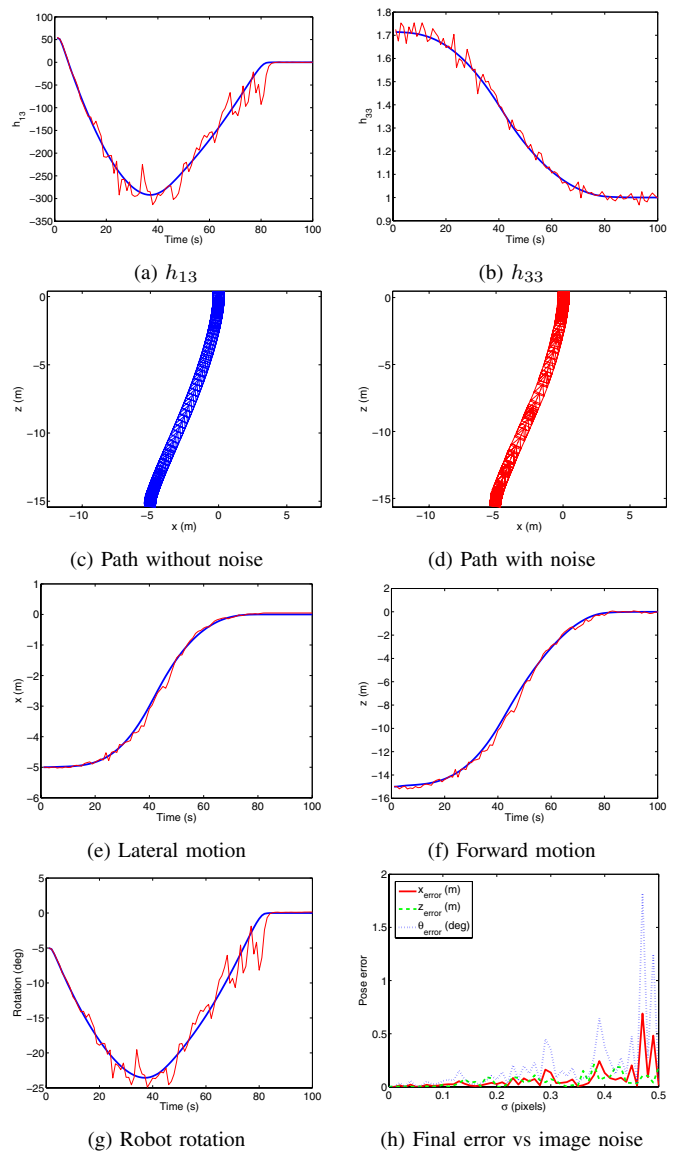 100
50
0
−50
−100
−150
−200
−250
−300
−350
h13
0 20 40 60 80 100
Time (s)
(a) h13
1.8
1.7
1.6
1.5
1.4
1.3
1.2
1.1
1
0.9
h33
0 20 40 60 80 100
Time (s)
(b) h33
0
−5
−10
−15
z (m)
−10 −5 0 5
x (m)
(c) Path without noise
0
−5
−10
−15
z (m)
−10 −5 0 5
x (m)
(d) Path with noise
1
0
−1
−2
−3
−4
−5
−6
x (m)
0 20 40 60 80 100
Time (s)
(e) Lateral motion
2
0
−2
−4
−6
−8
−10
−12
−14
−16
z (m)
0 20 40 60 80 100
Time (s)
(f) Forward motion
5
0
−5
−10
−15
−20
−25
Rotation (deg)
0 20 40 60 80 100
Time (s)
(g) Robot rotation
2
1.5
1
0.5
0
Pose error
xerror (m)
zerror (m)
θerror (deg)
0 0.1 0.2 0.3 0.4 0.5
σ (pixels)
(h) Final error vs image noise